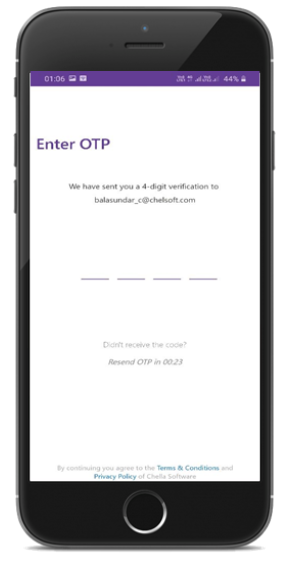 01:06 44%
Enter OTP
We have sent you a 4-digit verification to
balasundar_c@chelsoft.com
Didn't receive the code?
Resend OTP in 00:23
By continuing you agree to the Terms & Conditions and
Privacy Policy of Chella Software